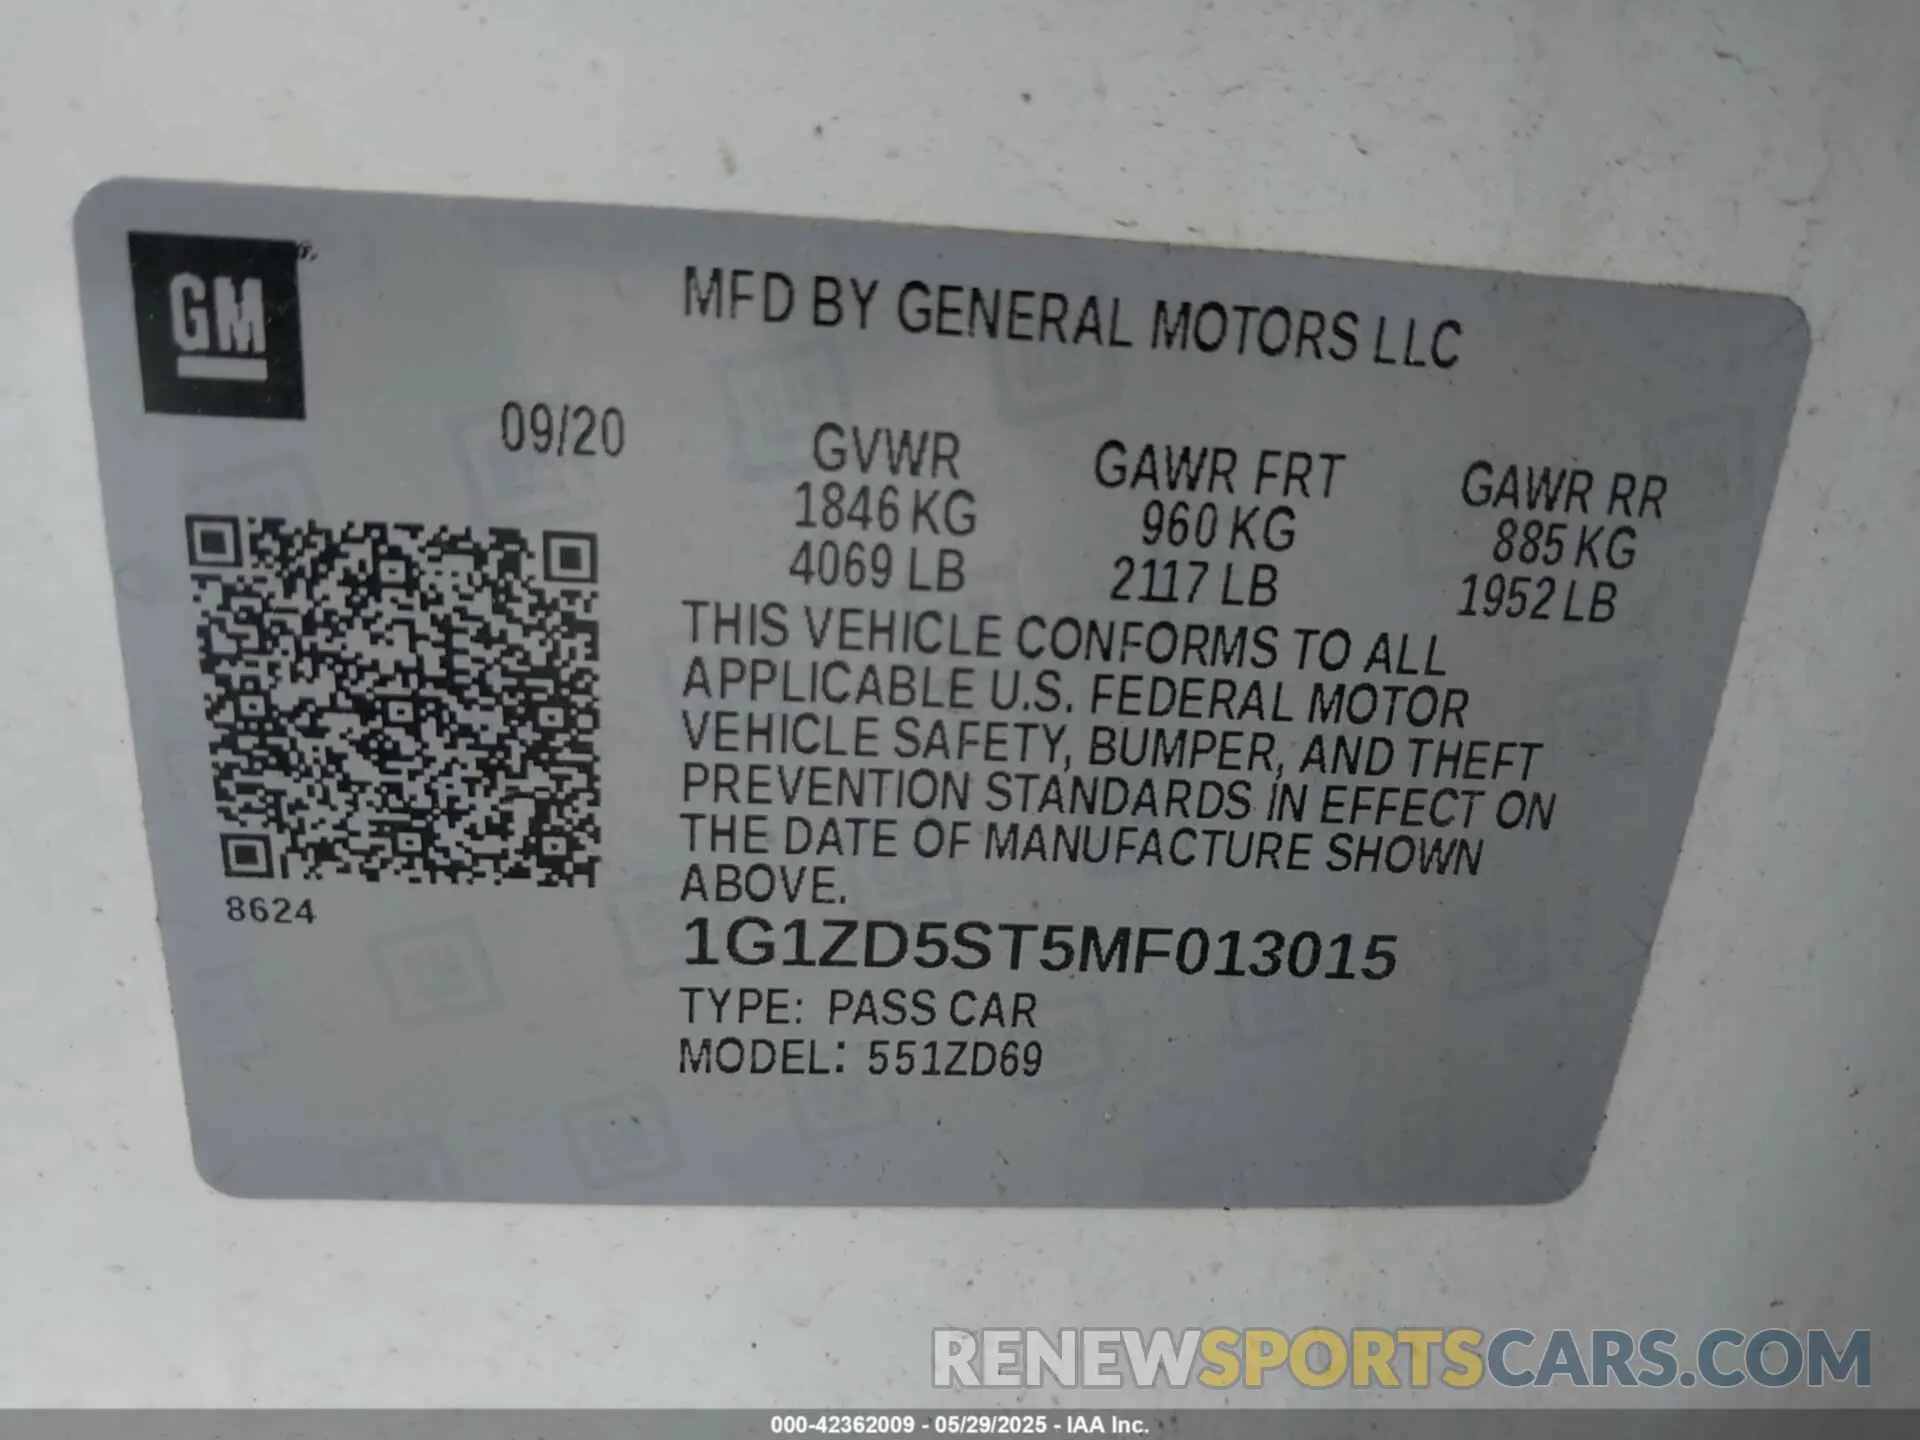 GM
MFD BY GENERAL MOTORS LLC
09/20
GVWR GAWR FRT GAWR RR
1846 KG 960 KG 885 KG
4069 LB 2117 LB 1952 LB
THIS VEHICLE CONFORMS TO ALL
APPLICABLE U.S. FEDERAL MOTOR
VEHICLE SAFETY, BUMPER, AND THEFT
PREVENTION STANDARDS IN EFFECT ON
THE DATE OF MANUFACTURE SHOWN
ABOVE.
8624
1G1ZD5ST5MF013015
TYPE: PASS CAR
MODEL: 551ZD69
RENEWSPORTSCARS.COM
000-42362009 - 05/29/2025 - IAA Inc.